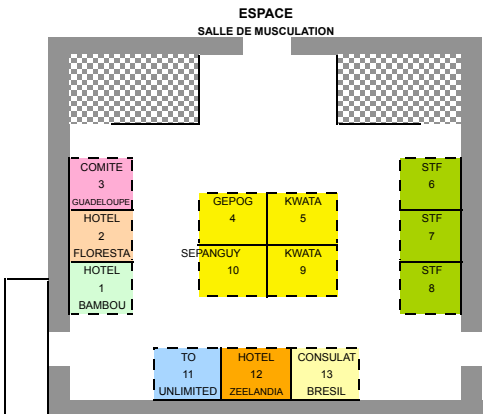 ESPACE
SALLE DE MUSCULATION
COMITE
3
GUADELOUPE
HOTEL
2
FLORESTA
HOTEL
1
BAMBOU
GEPOG
4
KWATA
5
SEPANGUY
10
KWATA
9
STF
6
STF
7
STF
8
TO
11
UNLIMITED
HOTEL
12
ZEELANDIA
CONSULAT
13
BRESIL